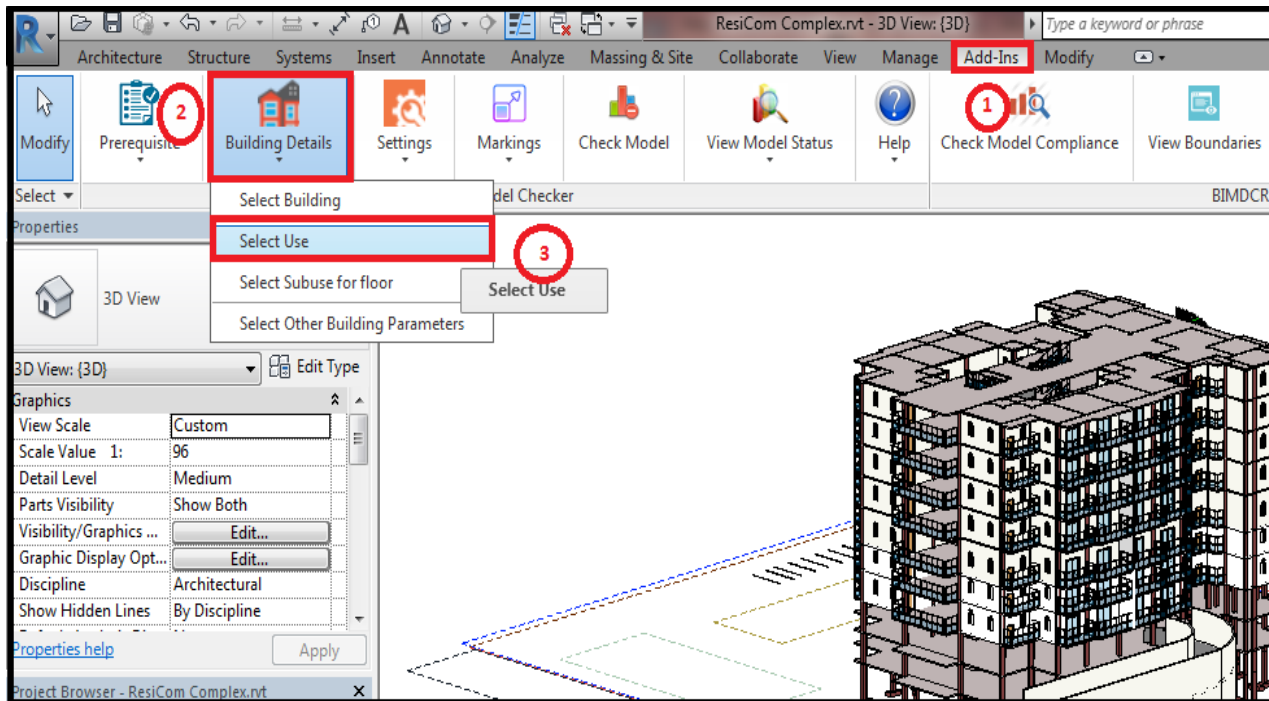 ResiCom Complex.rvt - 3D View: {3D} Type a keyword or phrase
Architecture Structure Systems Insert Annotate Analyze Massing & Site Collaborate View Manage Add-Ins Modify
Modify Prerequisite 2 Building Details Settings Markings Check Model View Model Status Help 1 Check Model Compliance View Boundaries
Select del Checker BIMDCR
Select Building
Properties
Select Use
3
Select Subuse for floor
Select Use
3D View
Select Other Building Parameters
3D View: {3D} Edit Type
Graphics
View Scale Custom
Scale Value 1: 96
Detail Level Medium
Parts Visibility Show Both
Visibility/Graphics ... Edit...
Graphic Display Opt... Edit...
Discipline Architectural
Show Hidden Lines By Discipline
Properties help Apply
Project Browser - ResiCom Complex.rvt X